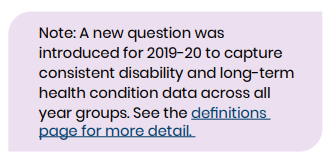 Note: A new question was
introduced for 2019-20 to capture
consistent disability and long-term
health condition data across all
year groups. See the definitions
page for more detail.